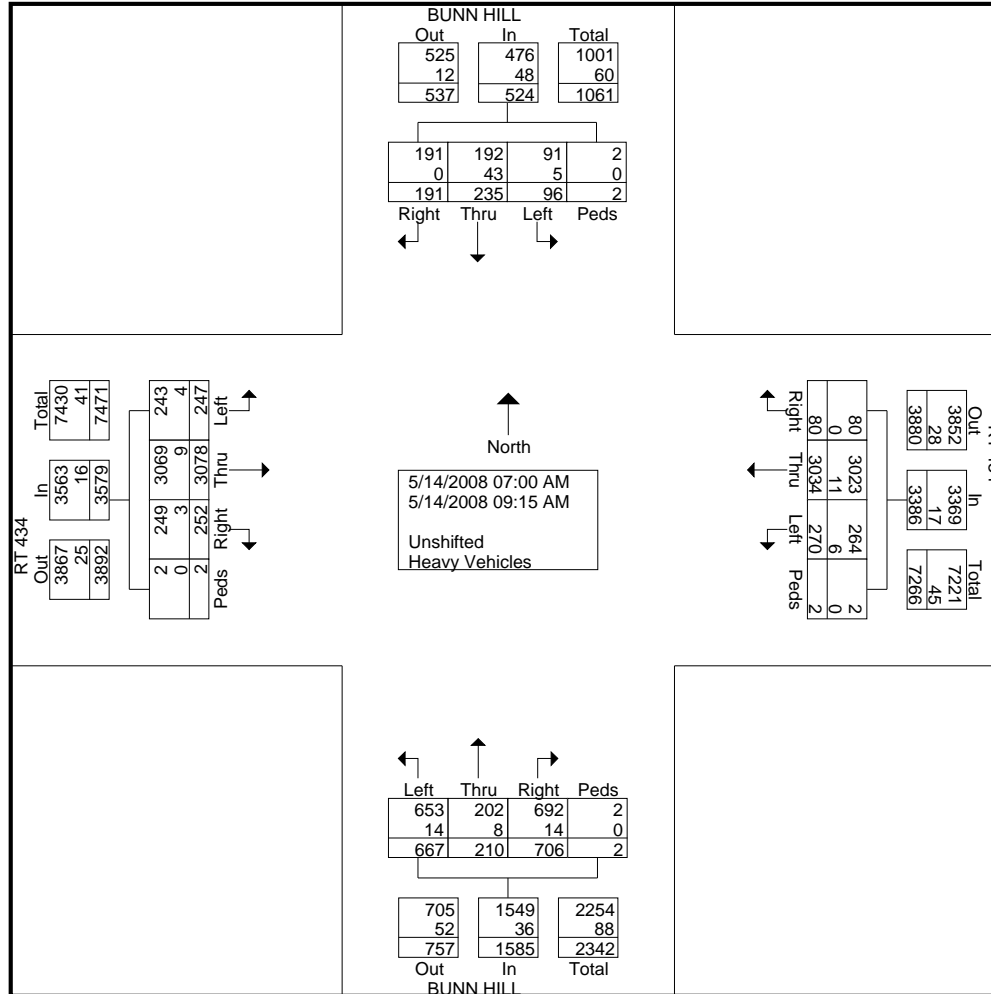 BUNN HILL
Out In Total
525 476 1001
12 48 60
537 524 1061
191 192 91 2
0 43 5 0
191 235 96 2
Right Thru Left Peds
RT 434
Total In Out
7430 3563 3867
41 16 25
7471 3579 3892
Left Thru Right Peds
243 3069 249 2
4 9 3 0
247 3078 252 2
North
5/14/2008 07:00 AM
5/14/2008 09:15 AM
Unshifted
Heavy Vehicles
Right Thru Left Peds
80 3023 264 2
0 11 6 0
80 3034 270 2
Out In Total
3852 3369 7221
28 17 45
3880 3386 7266
Left Thru Right Peds
653 202 692 2
14 8 14 0
667 210 706 2
705 1549 2254
52 36 88
757 1585 2342
Out In Total
BUNN HILL